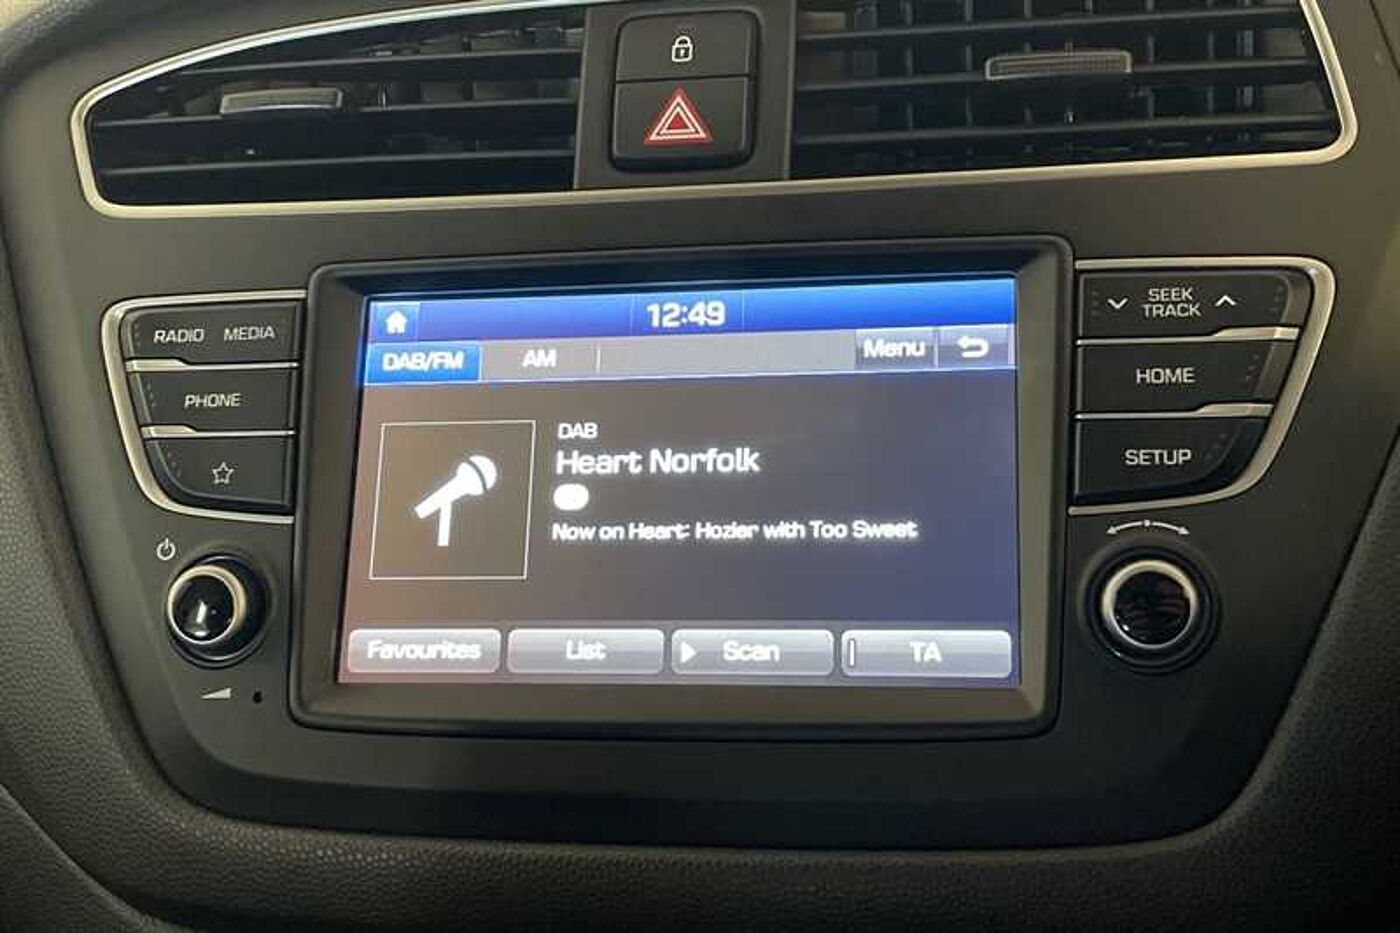 RADIO MEDIA
PHONE
12:49
DAB/FM AM Menu
DAB
Heart Norfolk
Now on Heart: Hozier with Too Sweet
Favourites List Scan TA
SEEK
TRACK
HOME
SETUP